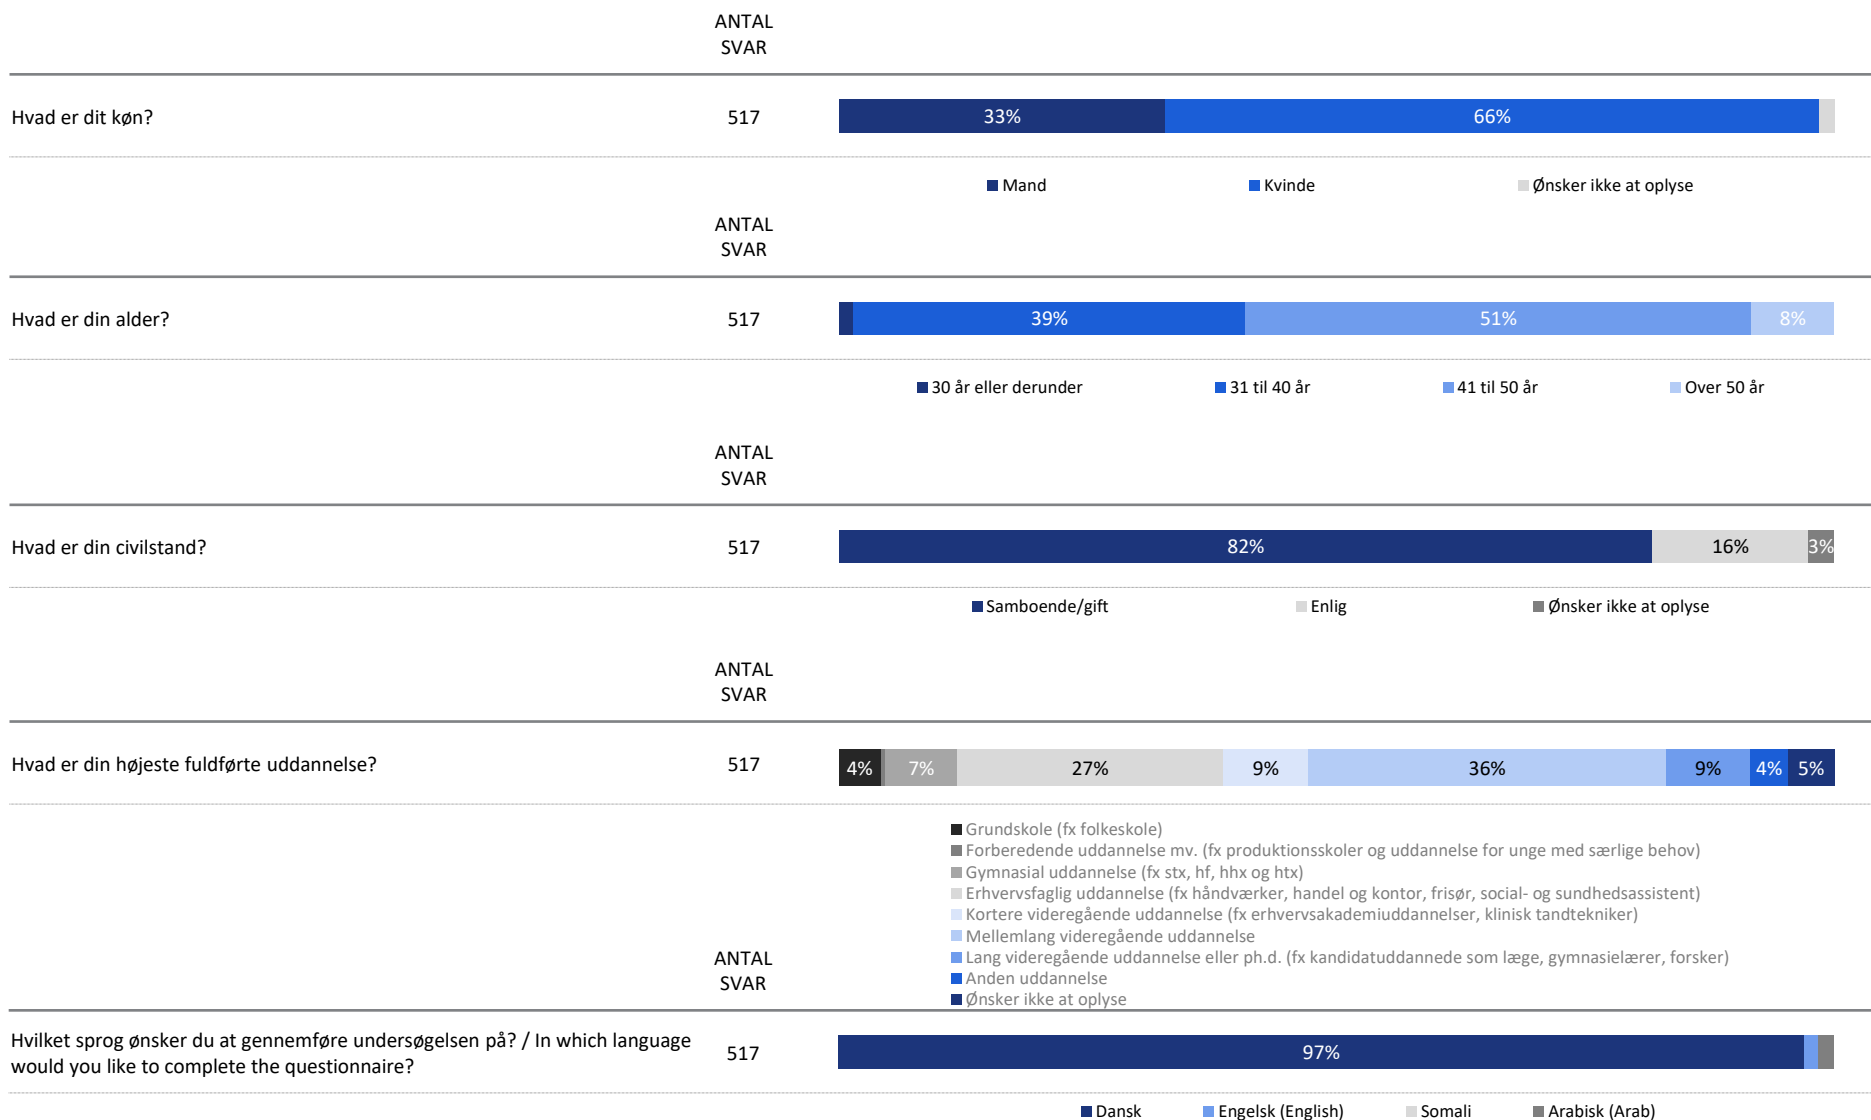 ANTAL
SVAR
Hvad er dit køn? 517 33% 66%
Mand Kvinde Ønsker ikke at oplyse
ANTAL
SVAR
Hvad er din alder? 517 39% 51% 8%
30 år eller derunder 31 til 40 år 41 til 50 år Over 50 år
ANTAL
SVAR
Hvad er din civilstand? 517 82% 16% 3%
Samboende/gift Enlig Ønsker ikke at oplyse
ANTAL
SVAR
Hvad er din højeste fuldførte uddannelse? 517 4% 7% 27% 9% 36% 9% 4% 5%
Grundskole (fx folkeskole)
Forberedende uddannelse mv. (fx produktionsskoler og uddannelse for unge med særlige behov)
Gymnasial uddannelse (fx stx, hf, hhx og htx)
Erhvervsfaglig uddannelse (fx håndværker, handel og kontor, frisør, social- og sundhedsassistent)
Kortere videregående uddannelse (fx erhvervsakademiuddannelser, klinisk tandtekniker)
Mellemlang videregående uddannelse
Lang videregående uddannelse eller ph.d. (fx kandidatuddannede som læge, gymnasielærer, forsker)
Anden uddannelse
Ønsker ikke at oplyse
ANTAL
SVAR
Hvilket sprog ønsker du at gennemføre undersøgelsen på? / In which language
would you like to complete the questionnaire? 517 97%
Dansk Engelsk (English) Somali Arabisk (Arab)